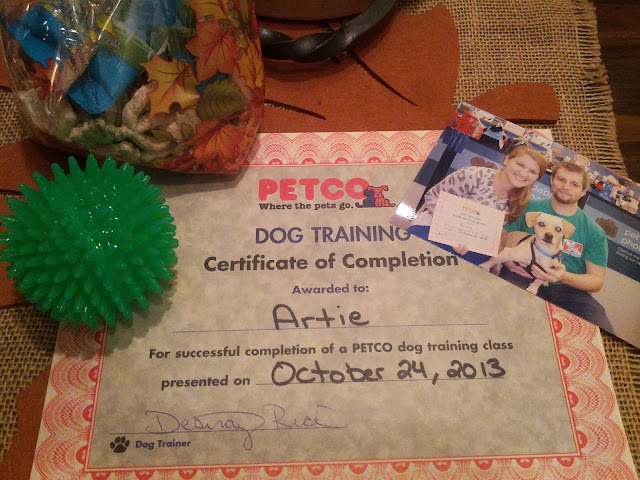 PETCO
Where the pets go.
DOG TRAINING
Certificate of Completion
Awarded to:
Artie
For successful completion of a PETCO dog training class
presented on October 24, 2013
Dog Trainer
pet